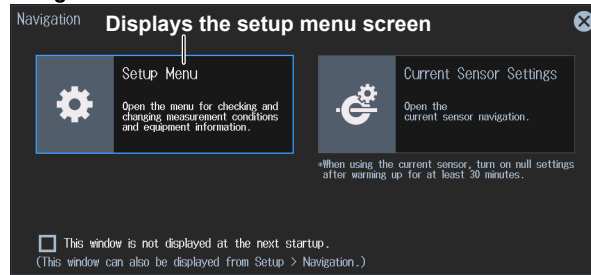 Navigation
Displays the setup menu screen
Setup Menu
Open the menu for checking and
changing measurement conditions
and equipment information.
Current Sensor Settings
Open the
current sensor navigation.
*When using the current sensor, turn on null settings
after warming up for at least 30 minutes.
This window is not displayed at the next startup.
(This window can also be displayed from Setup > Navigation.)